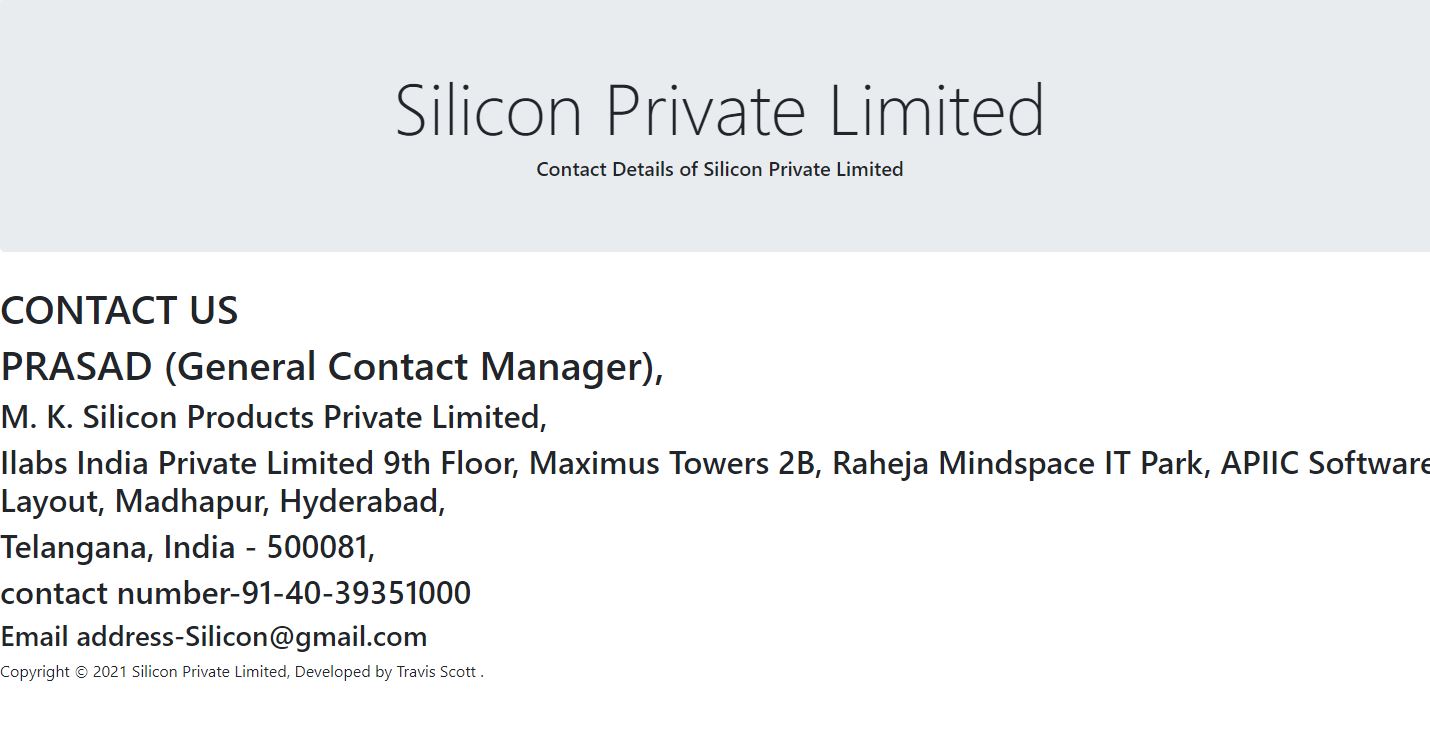 Silicon Private Limited
Contact Details of Silicon Private Limited
CONTACT US
PRASAD (General Contact Manager),
M. K. Silicon Products Private Limited,
Ilabs India Private Limited 9th Floor, Maximus Towers 2B, Raheja Mindspace IT Park, APIIC Software
Layout, Madhapur, Hyderabad,
Telangana, India - 500081,
contact number-91-40-39351000
Email address-Silicon@gmail.com
Copyright © 2021 Silicon Private Limited, Developed by Travis Scott .